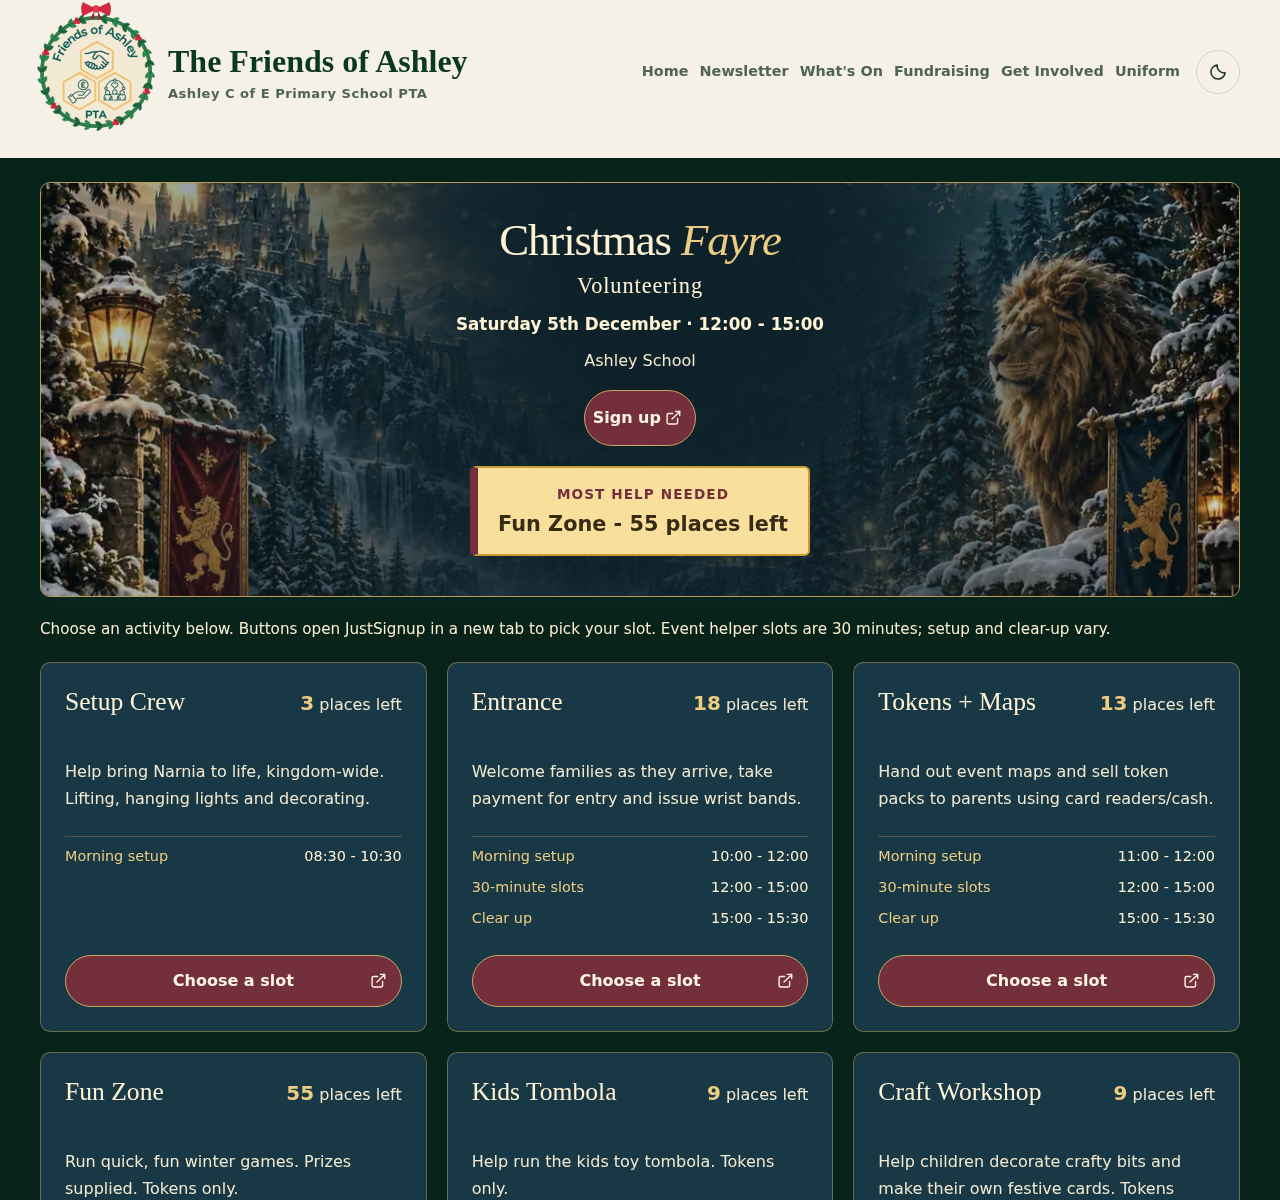 Friends of Ashley
PTA
The Friends of Ashley
Ashley C of E Primary School PTA
Home Newsletter What's On Fundraising Get Involved Uniform
Christmas Fayre
Volunteering
Saturday 5th December · 12:00 - 15:00
Ashley School
Sign up
MOST HELP NEEDED
Fun Zone - 55 places left
Choose an activity below. Buttons open JustSignup in a new tab to pick your slot. Event helper slots are 30 minutes; setup and clear-up vary.
Setup Crew
3 places left
Help bring Narnia to life, kingdom-wide.
Lifting, hanging lights and decorating.
Morning setup 08:30 - 10:30
Choose a slot
Entrance
18 places left
Welcome families as they arrive, take
payment for entry and issue wrist bands.
Morning setup 10:00 - 12:00
30-minute slots 12:00 - 15:00
Clear up 15:00 - 15:30
Choose a slot
Tokens + Maps
13 places left
Hand out event maps and sell token
packs to parents using card readers/cash.
Morning setup 11:00 - 12:00
30-minute slots 12:00 - 15:00
Clear up 15:00 - 15:30
Choose a slot
Fun Zone
55 places left
Run quick, fun winter games. Prizes
supplied. Tokens only.
Kids Tombola
9 places left
Help run the kids toy tombola. Tokens
only.
Craft Workshop
9 places left
Help children decorate crafty bits and
make their own festive cards. Tokens